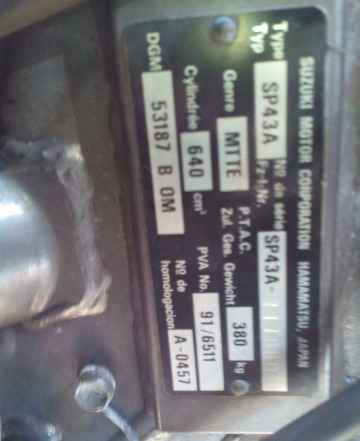 SUZUKI MOTOR CORPORATION HAMAMATSU, JAPAN
Type
Typ SP43A Nº de série
Fz-I.Nr. SP43A-
Genre MTTE P.T.A.C.
Zul. Ges. Gewicht 380 kg
Cylindrée 640 cm³ PVA No. 91/6511
DGM 53187 B OM Nº de
homologacion A-0457